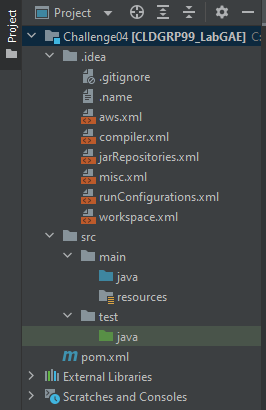 Project
Project
Challenge04 [CLDGRP99_LabGAE] C:
.idea
.gitignore
.name
aws.xml
compiler.xml
jarRepositories.xml
misc.xml
runConfigurations.xml
workspace.xml
src
main
java
resources
test
java
pom.xml
External Libraries
Scratches and Consoles